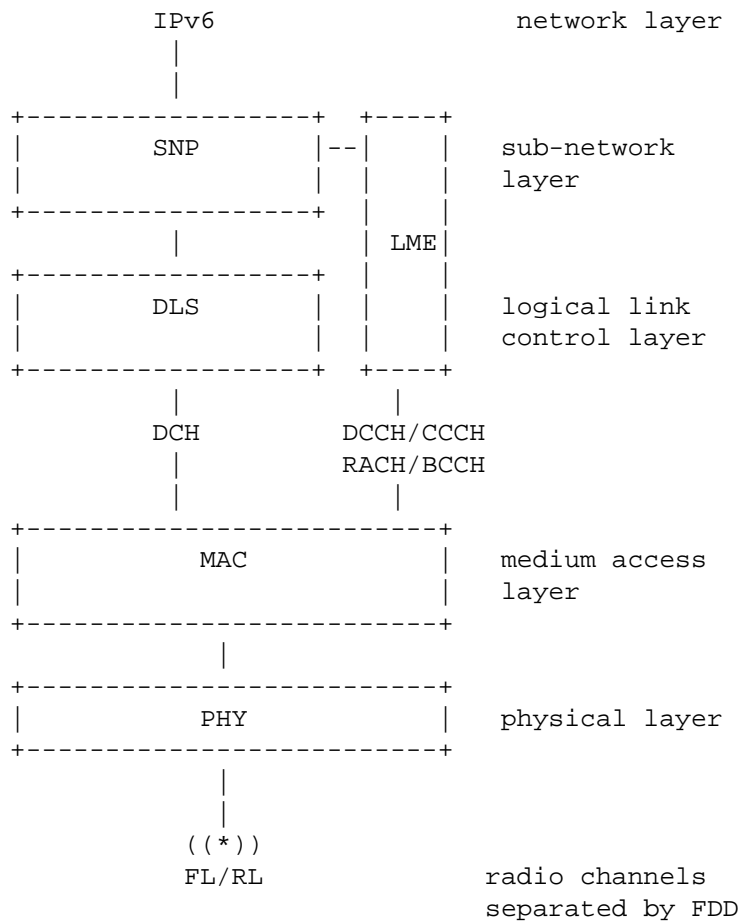 IPv6 network layer
SNP sub-network
layer
LME
DLS logical link
control layer
DCH DCCH/CCCH
RACH/BCCH
MAC medium access
layer
PHY physical layer
((*))
FL/RL radio channels
separated by FDD